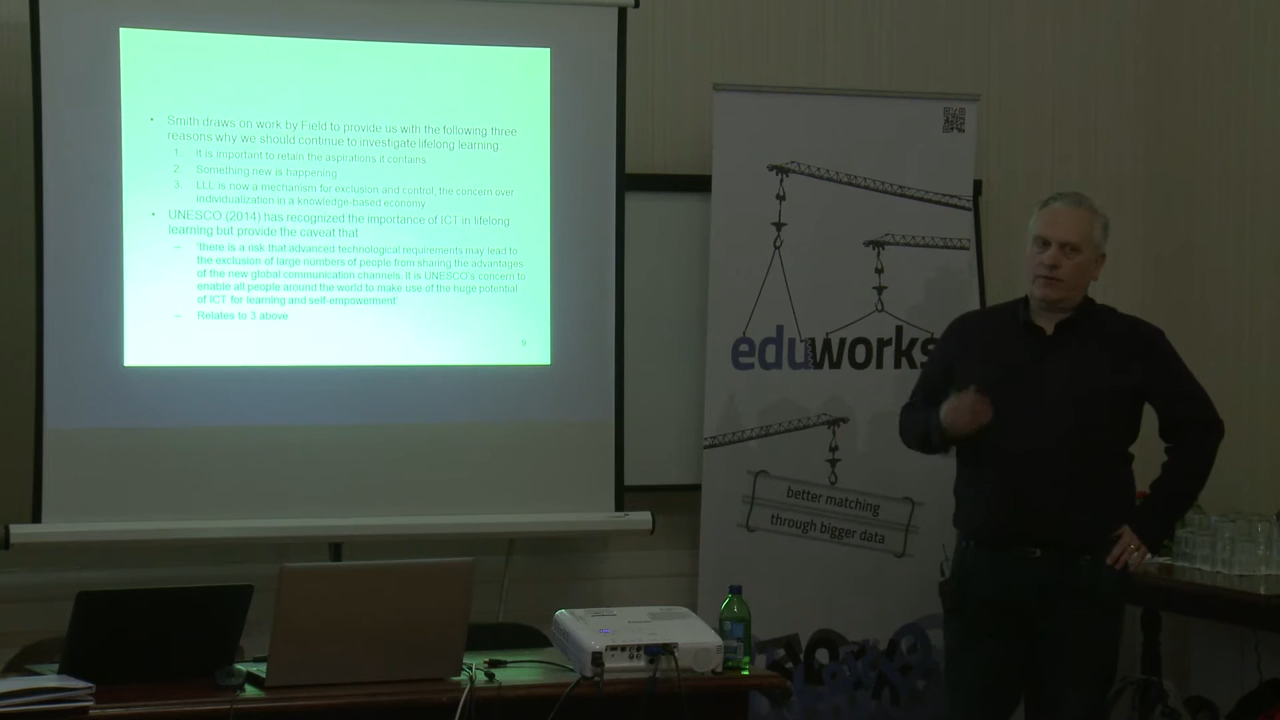 • Smith draws on work by Field to provide us with the following three
reasons why we should continue to investigate lifelong learning:
1. It is important to retain the aspirations it contains
2. Something new is happening
3. LLL is now a mechanism for exclusion and control, the concern over
individualization in a knowledge-based economy
• UNESCO (2014) has recognized the importance of ICT in lifelong
learning but provide the caveat that
– 'there is a risk that advanced technological requirements may lead to
the exclusion of large numbers of people from sharing the advantages
of the new global communication channels. It is UNESCO's concern to
enable all people around the world to make use of the huge potential
of ICT for learning and self-empowerment'
– Relates to 3 above
9
eduworks
better matching
through bigger data